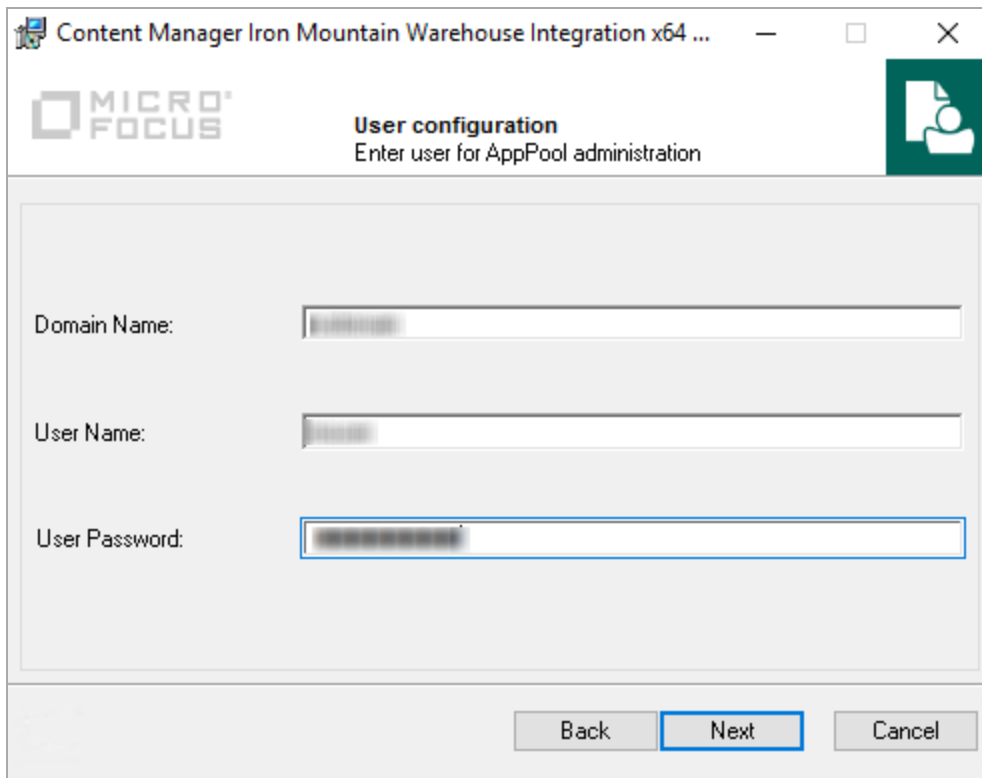 Content Manager Iron Mountain Warehouse Integration x64 ...
MICRO
FOCUS
User configuration
Enter user for AppPool administration
Domain Name:
User Name:
User Password:
Back Next Cancel